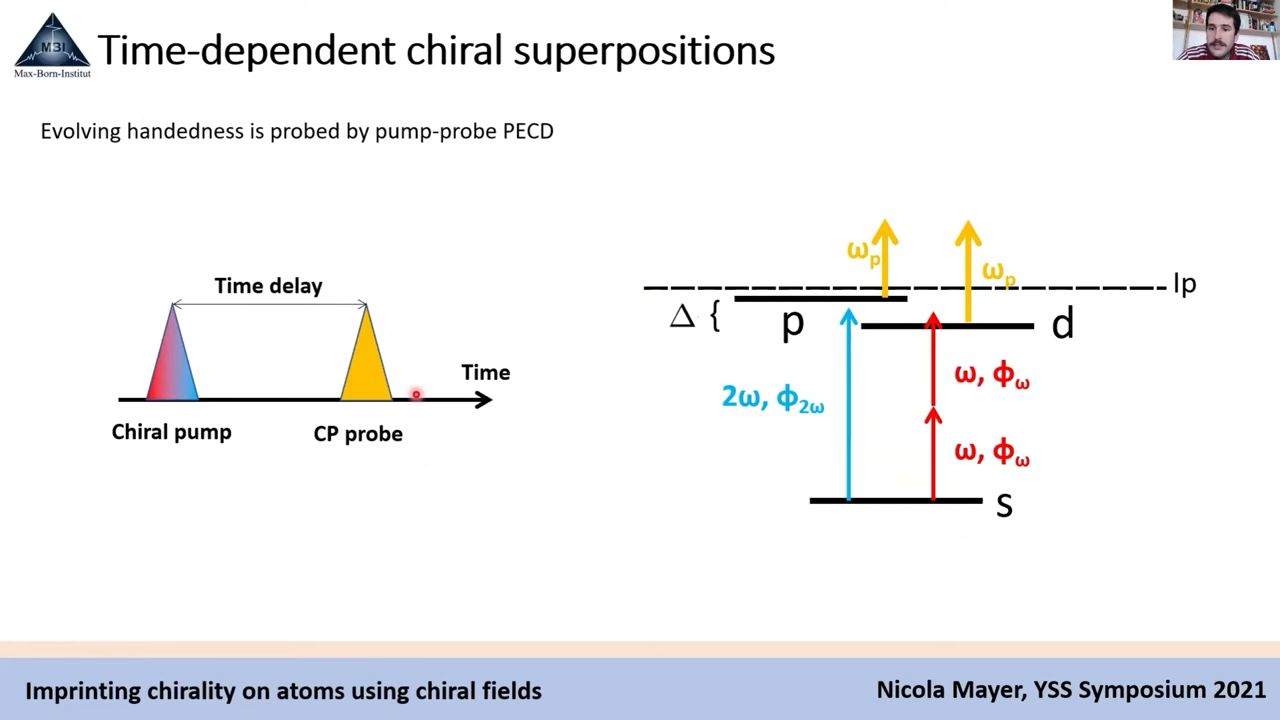 MBI
Max-Born-Institut
Time-dependent chiral superpositions
Evolving handedness is probed by pump-probe PECD
Time delay
Time
Chiral pump
CP probe
ωp
ωp
Ip
Δ {
p
d
2ω, ϕ2ω
ω, ϕω
ω, ϕω
s
Imprinting chirality on atoms using chiral fields
Nicola Mayer, YSS Symposium 2021